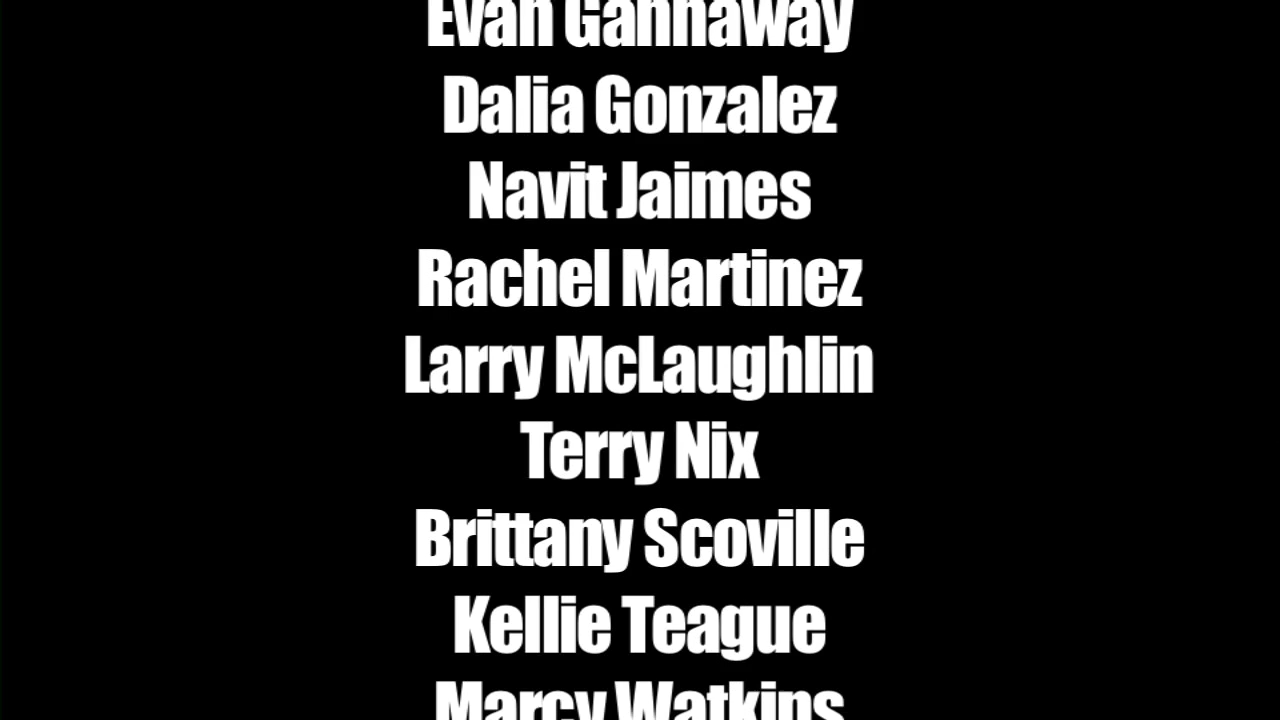 Evan Gannaway
Dalia Gonzalez
Navit Jaimes
Rachel Martinez
Larry McLaughlin
Terry Nix
Brittany Scoville
Kellie Teague
Marcy Watkins